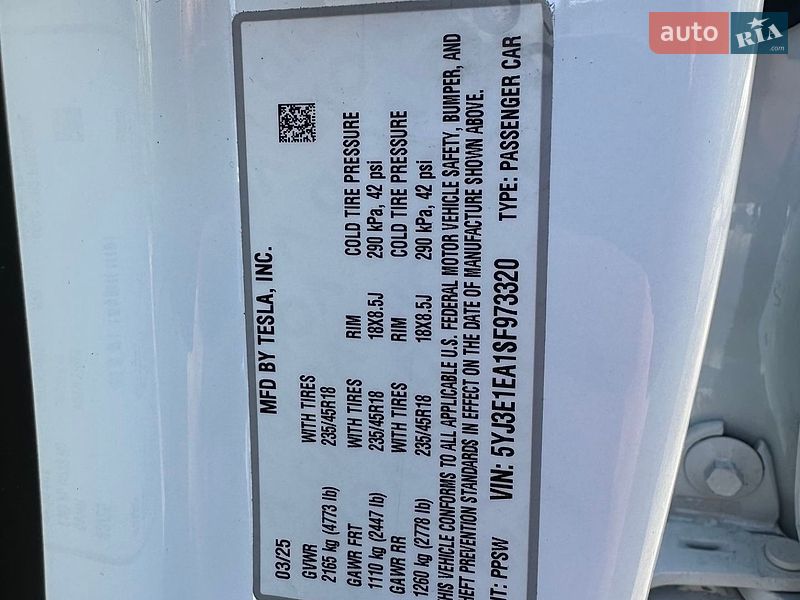 auto RIA.com
03/25 MFD BY TESLA, INC.
GVWR WITH TIRES RIM COLD TIRE PRESSURE
2165 kg (4773 lb) 235/45R18 18X8.5J 290 kPa, 42 psi
GAWR FRT WITH TIRES RIM COLD TIRE PRESSURE
1110 kg (2447 lb) 235/45R18 18X8.5J 290 kPa, 42 psi
GAWR RR WITH TIRES
1260 kg (2778 lb) 235/45R18
THIS VEHICLE CONFORMS TO ALL APPLICABLE U.S. FEDERAL MOTOR VEHICLE SAFETY, BUMPER, AND
THEFT PREVENTION STANDARDS IN EFFECT ON THE DATE OF MANUFACTURE SHOWN ABOVE.
VIN: 5YJ3E1EA1SF973320 TYPE: PASSENGER CAR
MT: PPSW